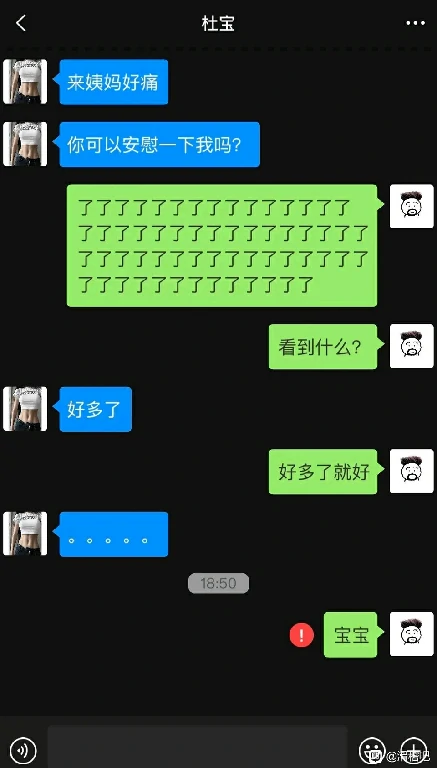 杜宝
来姨妈好痛
你可以安慰一下我吗？
了了了了了了了了了了了了了了了
了了了了了了了了了了了了了了了了
了了了了了了了了了了了了了了了了
了了了了了了了了了了了了了
看到什么？
好多了
好多了就好
。。。。。
18:50
宝宝